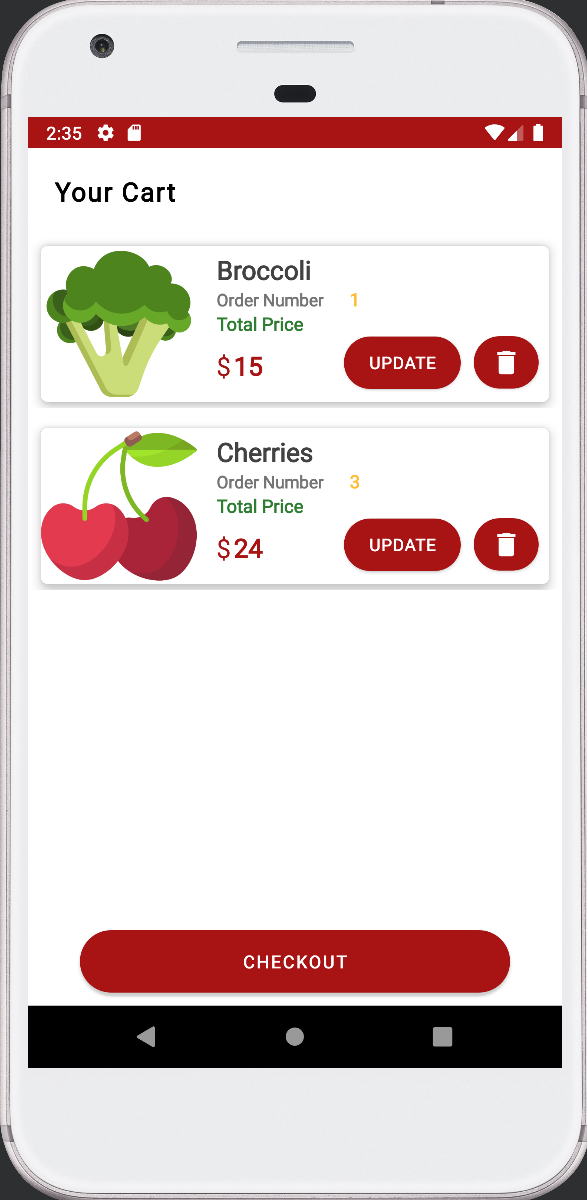 2:35
Your Cart
Broccoli
Order Number 1
Total Price
$15
UPDATE
Cherries
Order Number 3
Total Price
$24
UPDATE
CHECKOUT